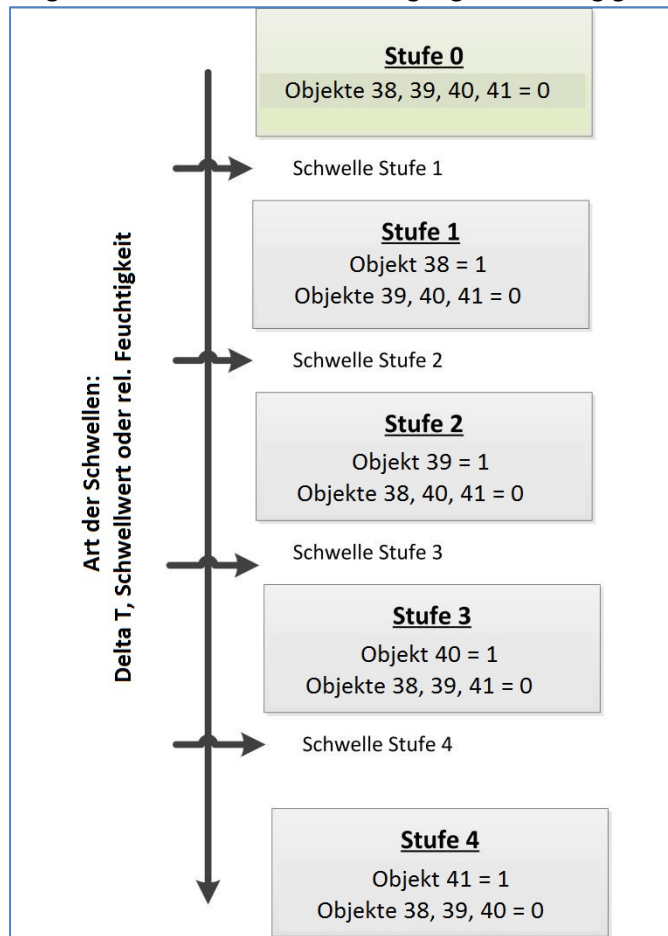 Stufe 0
Objekte 38, 39, 40, 41 = 0
Schwelle Stufe 1
Stufe 1
Objekt 38 = 1
Objekte 39, 40, 41 = 0
Schwelle Stufe 2
Stufe 2
Objekt 39 = 1
Objekte 38, 40, 41 = 0
Schwelle Stufe 3
Stufe 3
Objekt 40 = 1
Objekte 38, 39, 41 = 0
Schwelle Stufe 4
Stufe 4
Objekt 41 = 1
Objekte 38, 39, 40 = 0
Art der Schwellen:
Delta T, Schwellwert oder rel. Feuchtigkeit